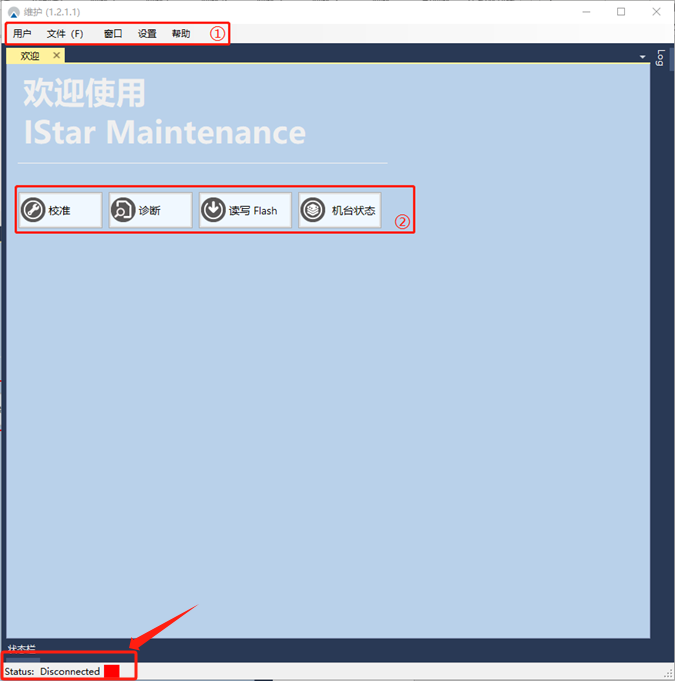 维护 (1.2.1.1)
用户 文件（F） 窗口 设置 帮助 ①
欢迎
Log
欢迎使用
IStar Maintenance
校准 诊断 读写 Flash 机台状态 ②
状态栏
Status: Disconnected